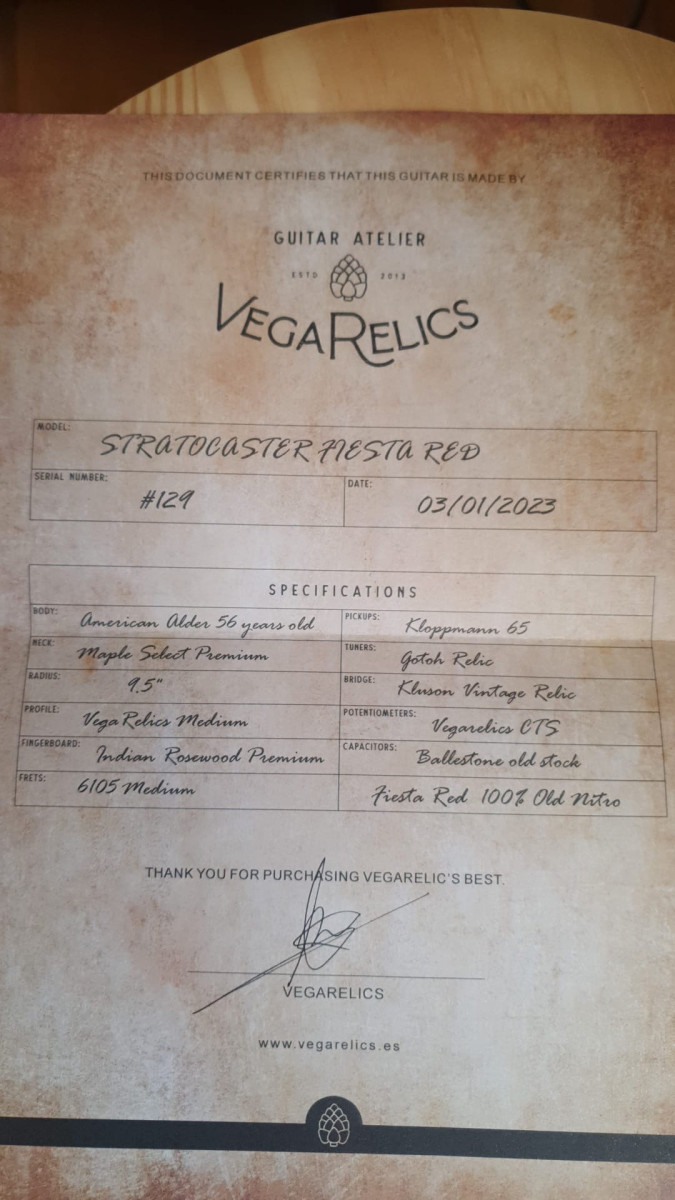 THIS DOCUMENT CERTIFIES THAT THIS GUITAR IS MADE BY
GUITAR ATELIER
ESTD 2013
VEGARELICS
MODEL:
STRATOCASTER FIESTA RED
SERIAL NUMBER:
#129
DATE:
03/01/2023
SPECIFICATIONS
BODY:
American Alder 56 years old
PICKUPS:
Kloppmann 65
NECK:
Maple Select Premium
TUNERS:
Gotoh Relic
RADIUS:
9.5"
BRIDGE:
Kluson Vintage Relic
PROFILE:
VegaRelics Medium
POTENTIOMETERS:
Vegarelics CTS
FINGERBOARD:
Indian Rosewood Premium
CAPACITORS:
Ballestone old stock
FRETS:
6105 Medium
Fiesta Red 100% Old Nitro
THANK YOU FOR PURCHASING VEGARELIC'S BEST.
VEGARELICS
www.vegarelics.es